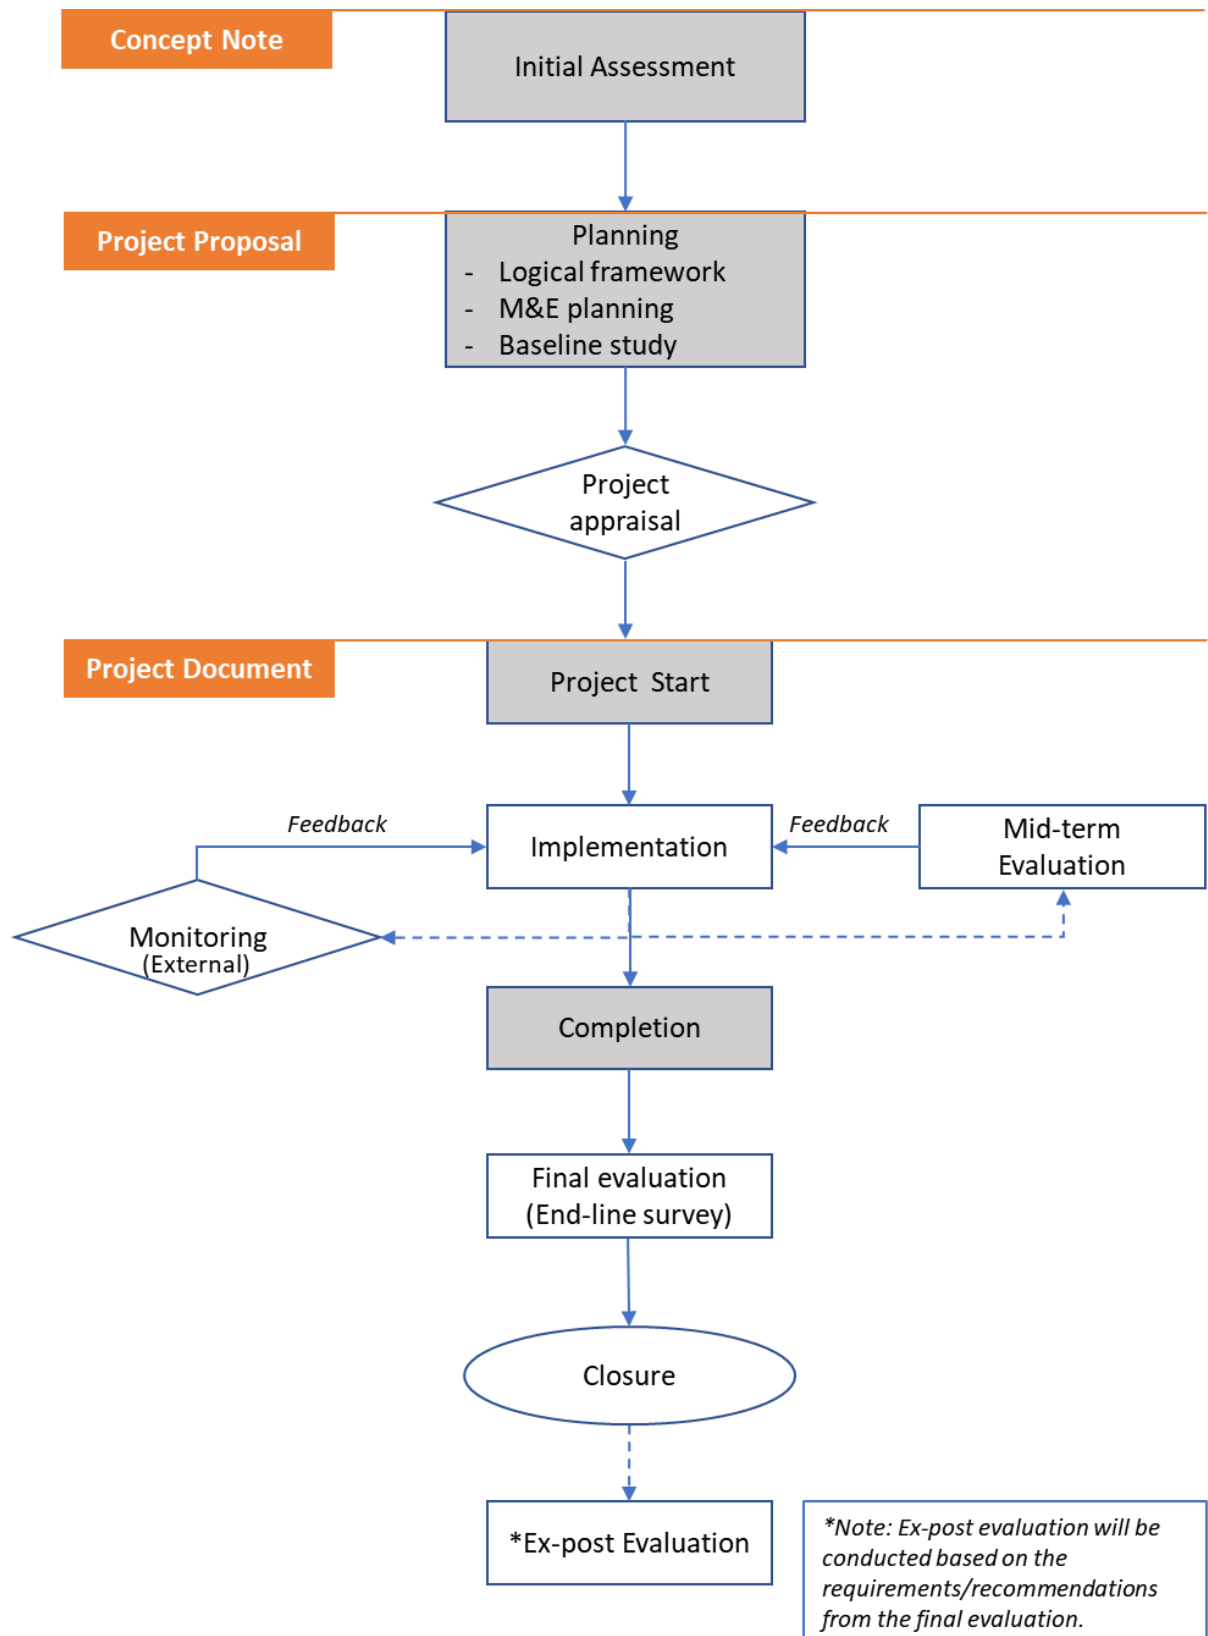 Concept Note
Initial Assessment
Project Proposal
Planning
- Logical framework
- M&E planning
- Baseline study
Project
appraisal
Project Document
Project Start
Feedback
Implementation
Feedback
Mid-term
Evaluation
Monitoring
(External)
Completion
Final evaluation
(End-line survey)
Closure
*Ex-post Evaluation
*Note: Ex-post evaluation will be
conducted based on the
requirements/recommendations
from the final evaluation.